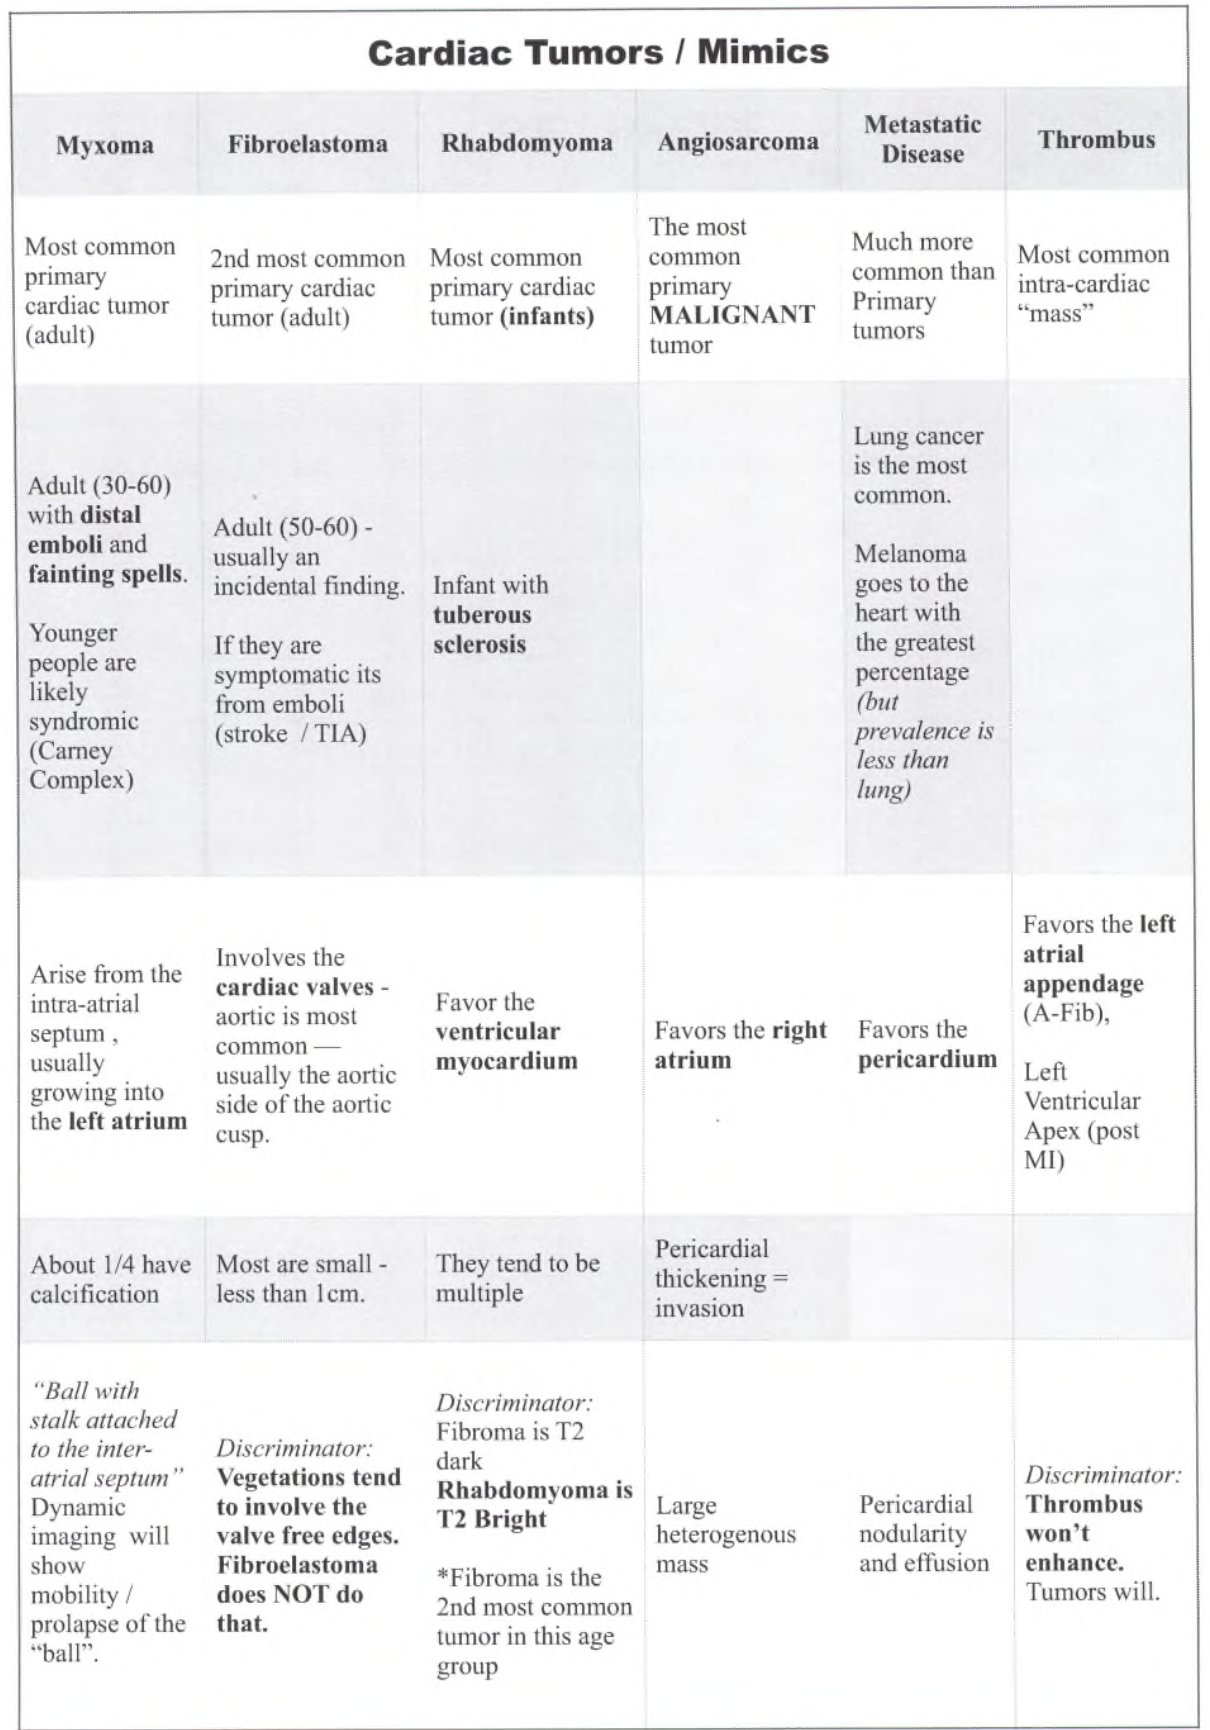 Cardiac Tumors / Mimics
Myxoma
Fibroelastoma
Rhabdomyoma
Angiosarcoma
Metastatic
Disease
Thrombus
Most common
primary
cardiac tumor
(adult)
2nd most common
primary cardiac
tumor (adult)
Most common
primary cardiac
tumor (infants)
The most
common
primary
MALIGNANT
tumor
Much more
common than
Primary
tumors
Most common
intra-cardiac
“mass”
Adult (30-60)
with distal
emboli and
fainting spells.
Younger
people are
likely
syndromic
(Carney
Complex)
Adult (50-60) -
usually an
incidental finding.
If they are
symptomatic its
from emboli
(stroke / TIA)
Infant with
tuberous
sclerosis
Lung cancer
is the most
common.
Melanoma
goes to the
heart with
the greatest
percentage
(but
prevalence is
less than
lung)
Arise from the
intra-atrial
septum ,
usually
growing into
the left atrium
Involves the
cardiac valves -
aortic is most
common —
usually the aortic
side of the aortic
cusp.
Favor the
ventricular
myocardium
Favors the right
atrium
Favors the
pericardium
Favors the left
atrial
appendage
(A-Fib),
Left
Ventricular
Apex (post
MI)
About 1/4 have
calcification
Most are small -
less than 1cm.
They tend to be
multiple
Pericardial
thickening =
invasion
“Ball with
stalk attached
to the inter-
atrial septum”
Dynamic
imaging will
show
mobility /
prolapse of the
“ball”.
Discriminator:
Vegetations tend
to involve the
valve free edges.
Fibroelastoma
does NOT do
that.
Discriminator:
Fibroma is T2
dark
Rhabdomyoma is
T2 Bright
*Fibroma is the
2nd most common
tumor in this age
group
Large
heterogenous
mass
Pericardial
nodularity
and effusion
Discriminator:
Thrombus
won’t
enhance.
Tumors will.